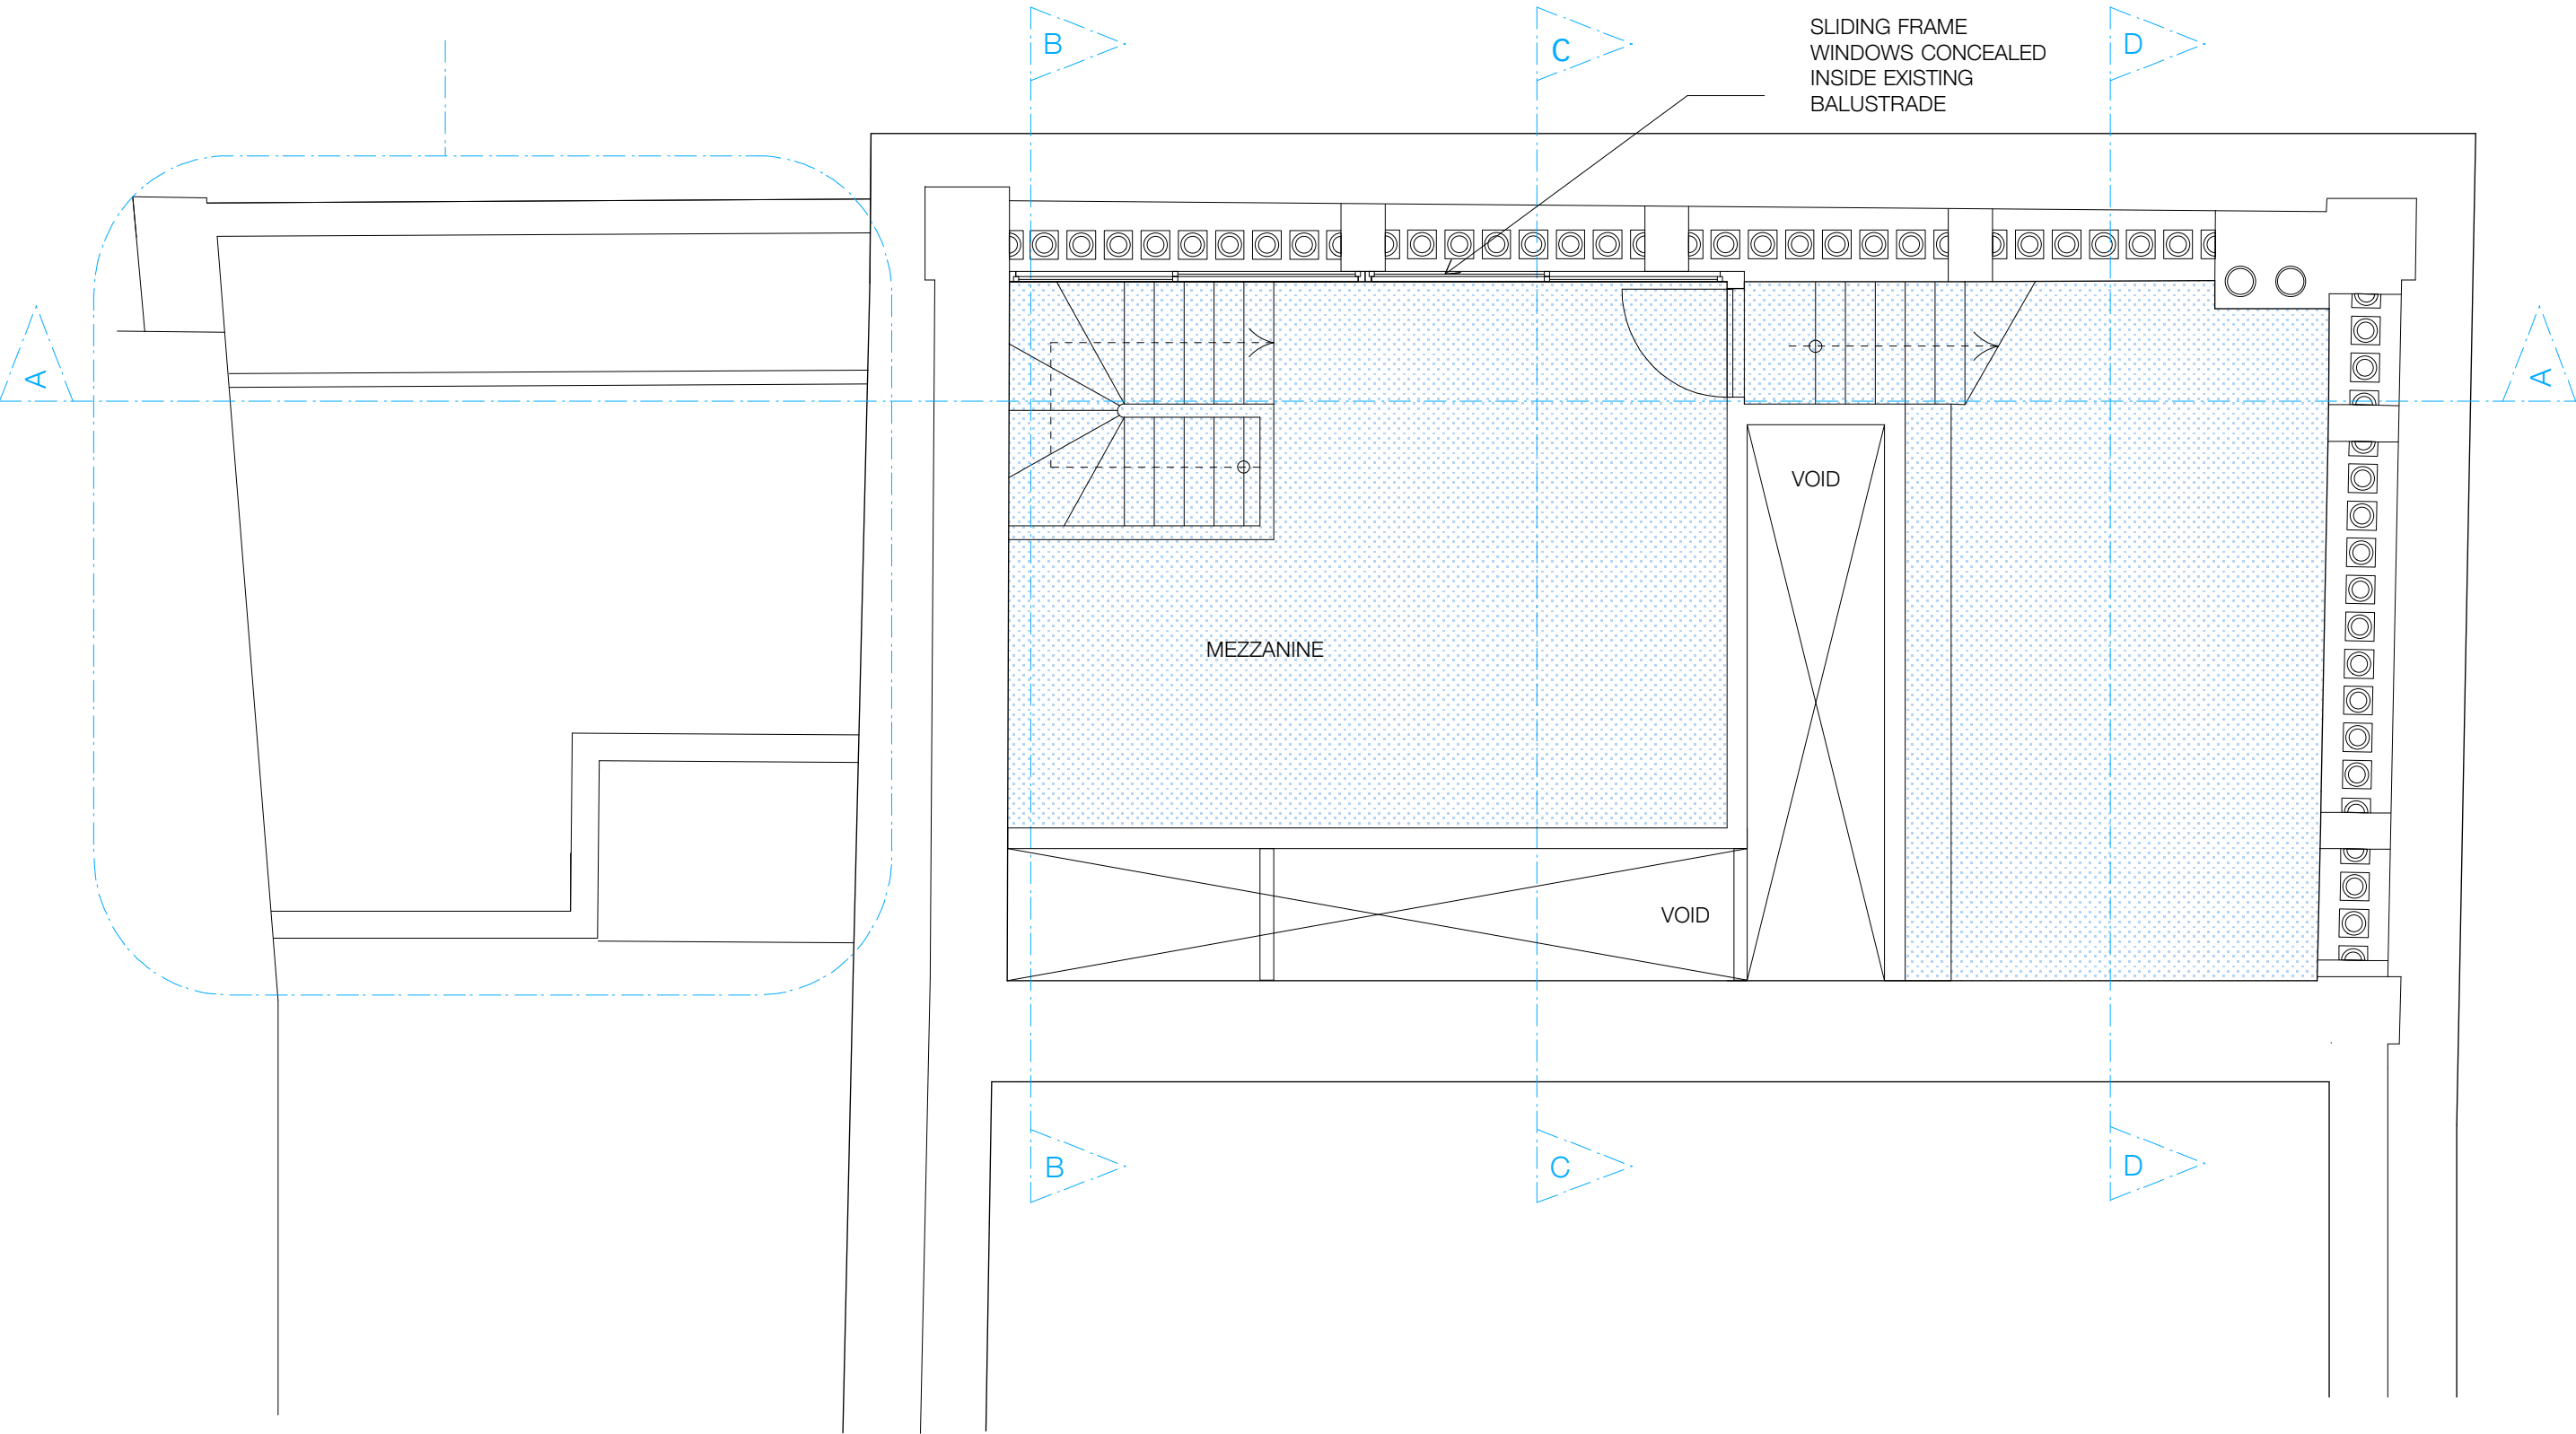 B
C
D
SLIDING FRAME
WINDOWS CONCEALED
INSIDE EXISTING
BALUSTRADE
A
A
VOID
MEZZANINE
VOID
B
C
D